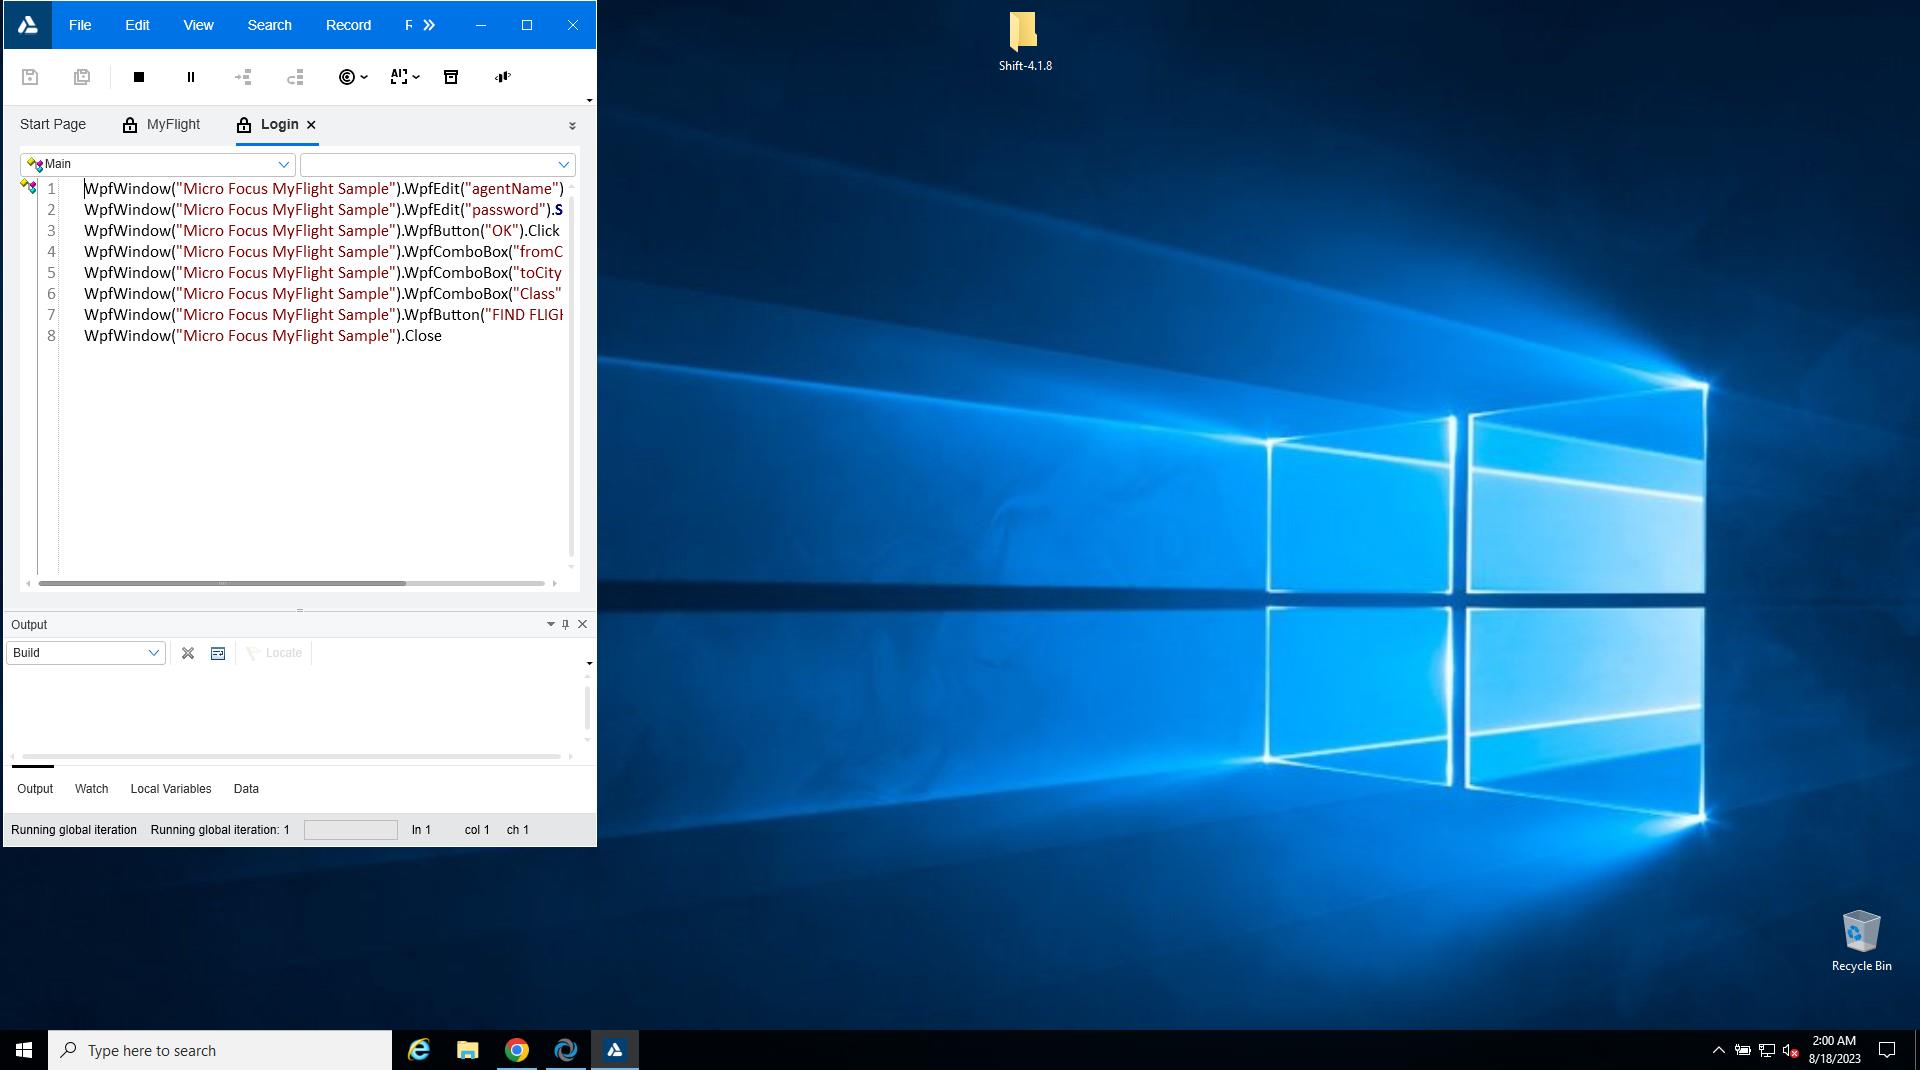 File Edit View Search Record
Shift-4.1.8
Start Page MyFlight Login
Main
1 WpfWindow("Micro Focus MyFlight Sample").WpfEdit("agentName")
2 WpfWindow("Micro Focus MyFlight Sample").WpfEdit("password").S
3 WpfWindow("Micro Focus MyFlight Sample").WpfButton("OK").Click
4 WpfWindow("Micro Focus MyFlight Sample").WpfComboBox("fromC
5 WpfWindow("Micro Focus MyFlight Sample").WpfComboBox("toCity
6 WpfWindow("Micro Focus MyFlight Sample").WpfComboBox("Class"
7 WpfWindow("Micro Focus MyFlight Sample").WpfButton("FIND FLIGH
8 WpfWindow("Micro Focus MyFlight Sample").Close
Output
Build Locate
Output Watch Local Variables Data
Running global iteration Running global iteration: 1 ln 1 col 1 ch 1
Recycle Bin
Type here to search
2:00 AM
8/18/2023